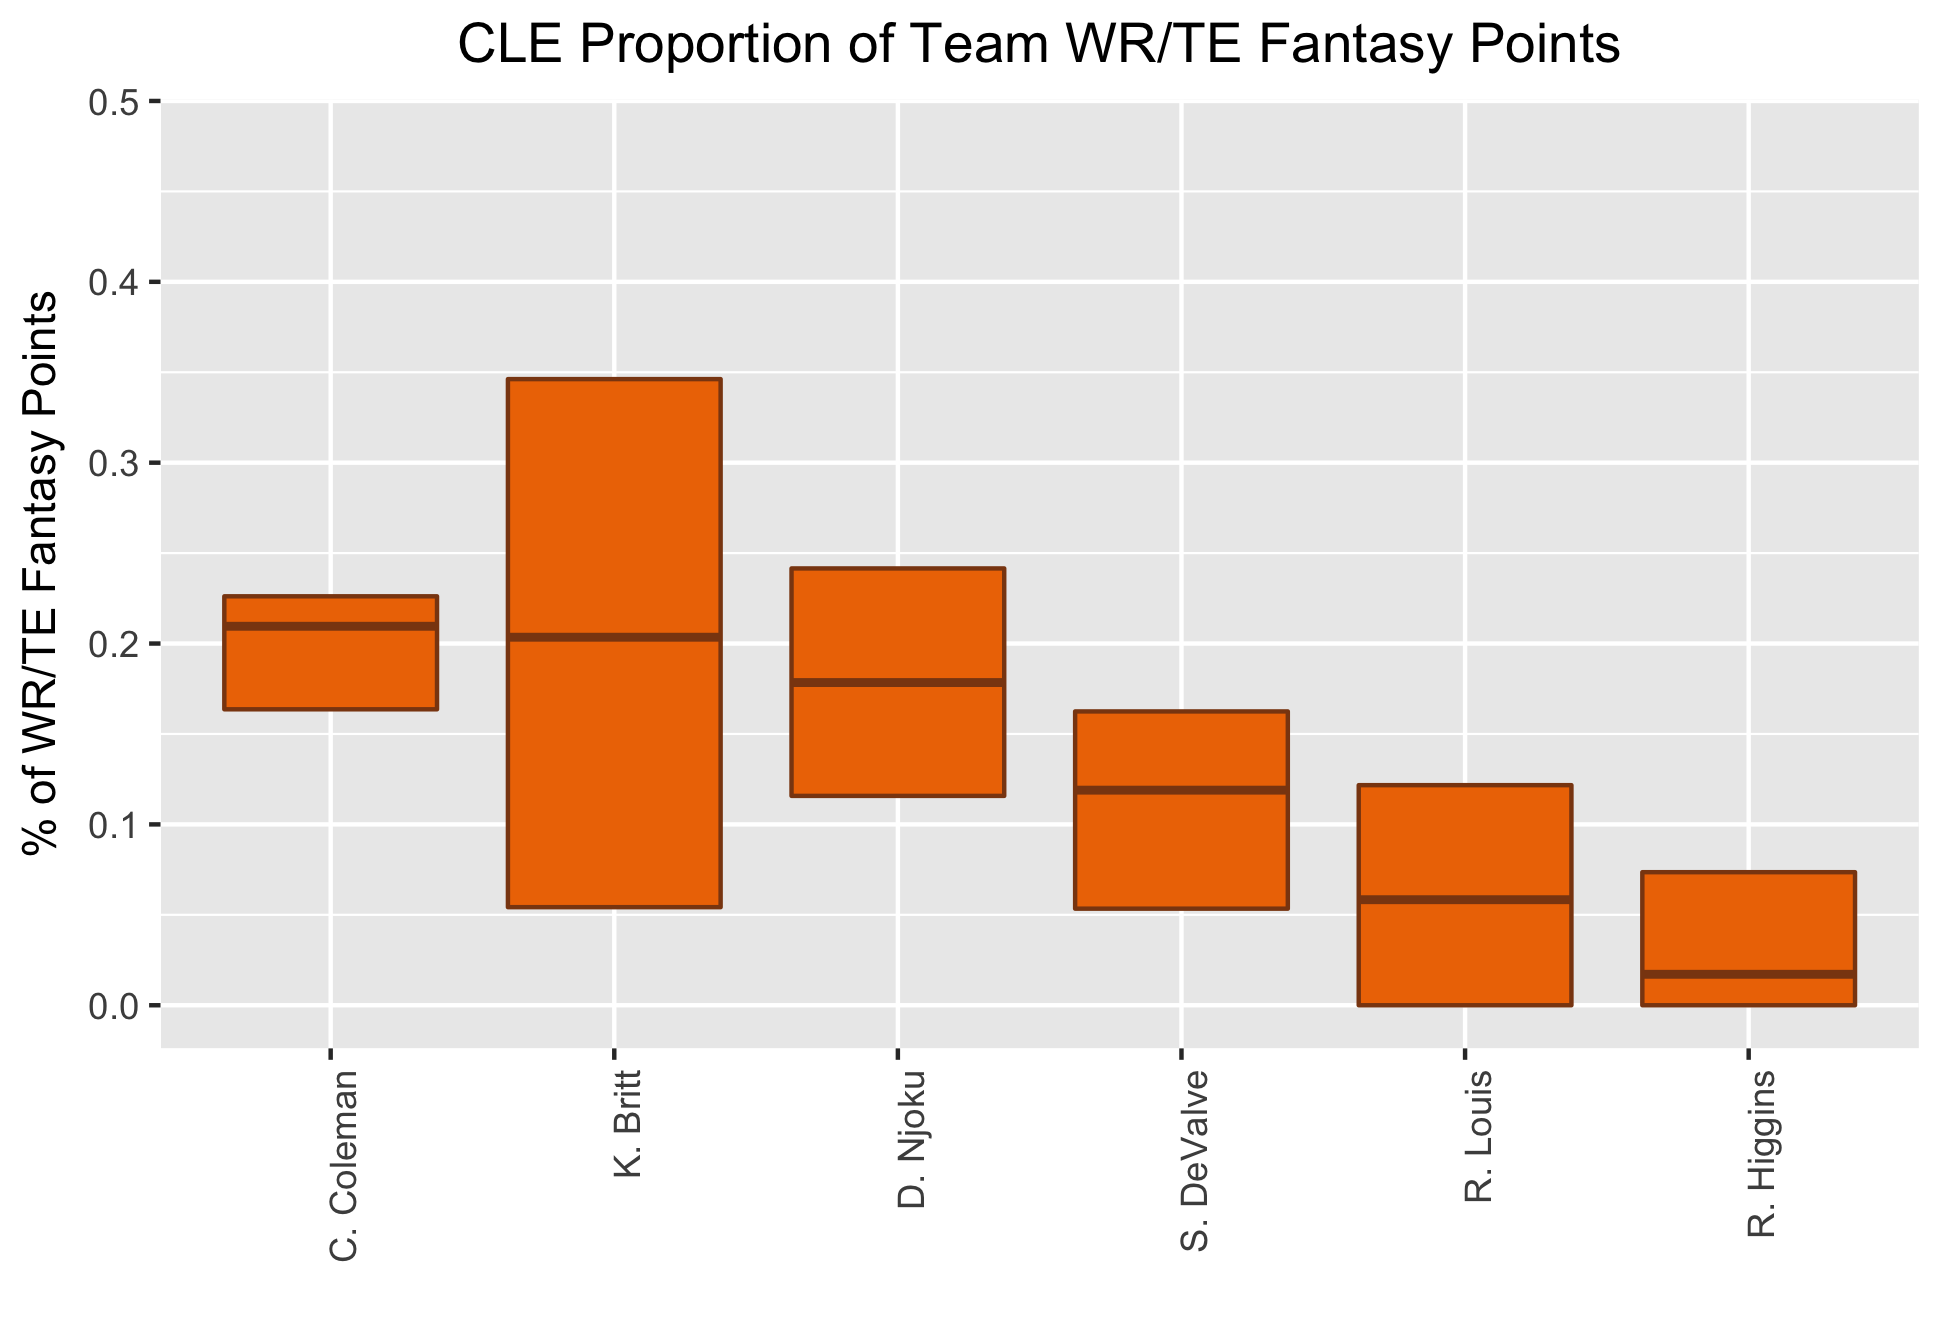 CLE Proportion of Team WR/TE Fantasy Points
% of WR/TE Fantasy Points
0.5
0.4
0.3
0.2
0.1
0.0
C. Coleman
K. Britt
D. Njoku
S. DeValve
R. Louis
R. Higgins